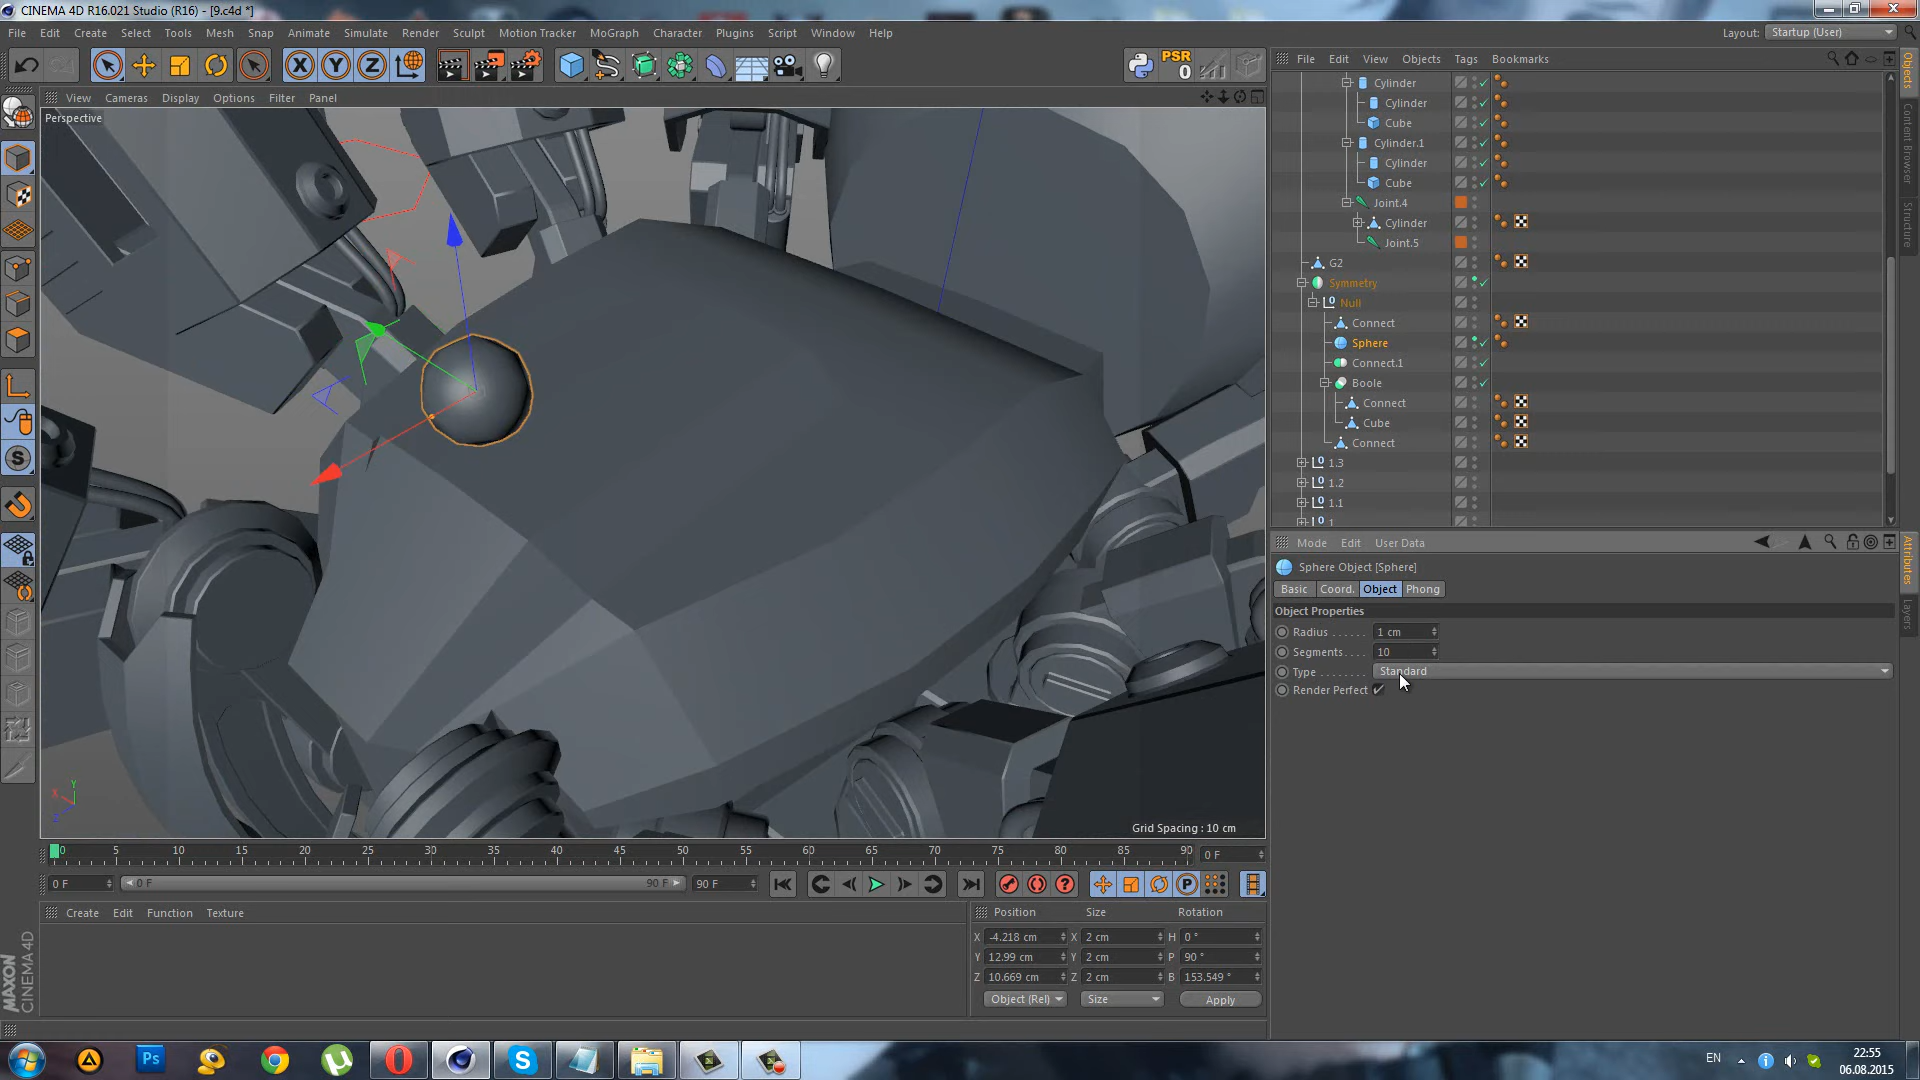 CINEMA 4D R16.021 Studio (R16) - [9.c4d *]
File Edit Create Select Tools Mesh Snap Animate Simulate Render Sculpt Motion Tracker MoGraph Character Plugins Script Window Help Layout: Startup (User)
X Y Z PSR 0
View Cameras Display Options Filter Panel
File Edit View Objects Tags Bookmarks
Perspective
Cylinder
Cylinder
Cube
Cylinder.1
Cylinder
Cube
Joint.4
Cylinder
Joint.5
G2
Symmetry
Null
Connect
Sphere
Connect.1
Boole
Connect
Cube
Connect
1.3
1.2
1.1
1
Objects
Content Browser
Structure
Attributes
Layers
Mode Edit User Data
Sphere Object [Sphere]
Basic Coord. Object Phong
Object Properties
Radius . . . . . . 1 cm
Segments. . . . 10
Type . . . . . . . . Standard
Render Perfect
Grid Spacing : 10 cm
0 5 10 15 20 25 30 35 40 45 50 55 60 65 70 75 80 85 90 0 F
0 F 0 F 90 F 90 F
Create Edit Function Texture
Position Size Rotation
X -4.218 cm X 2 cm H 0 °
Y 12.99 cm Y 2 cm P 90 °
Z 10.669 cm Z 2 cm B 153.549 °
Object (Rel) Size Apply
MAXON
CINEMA 4D
Ps
EN
22:55
06.08.2015